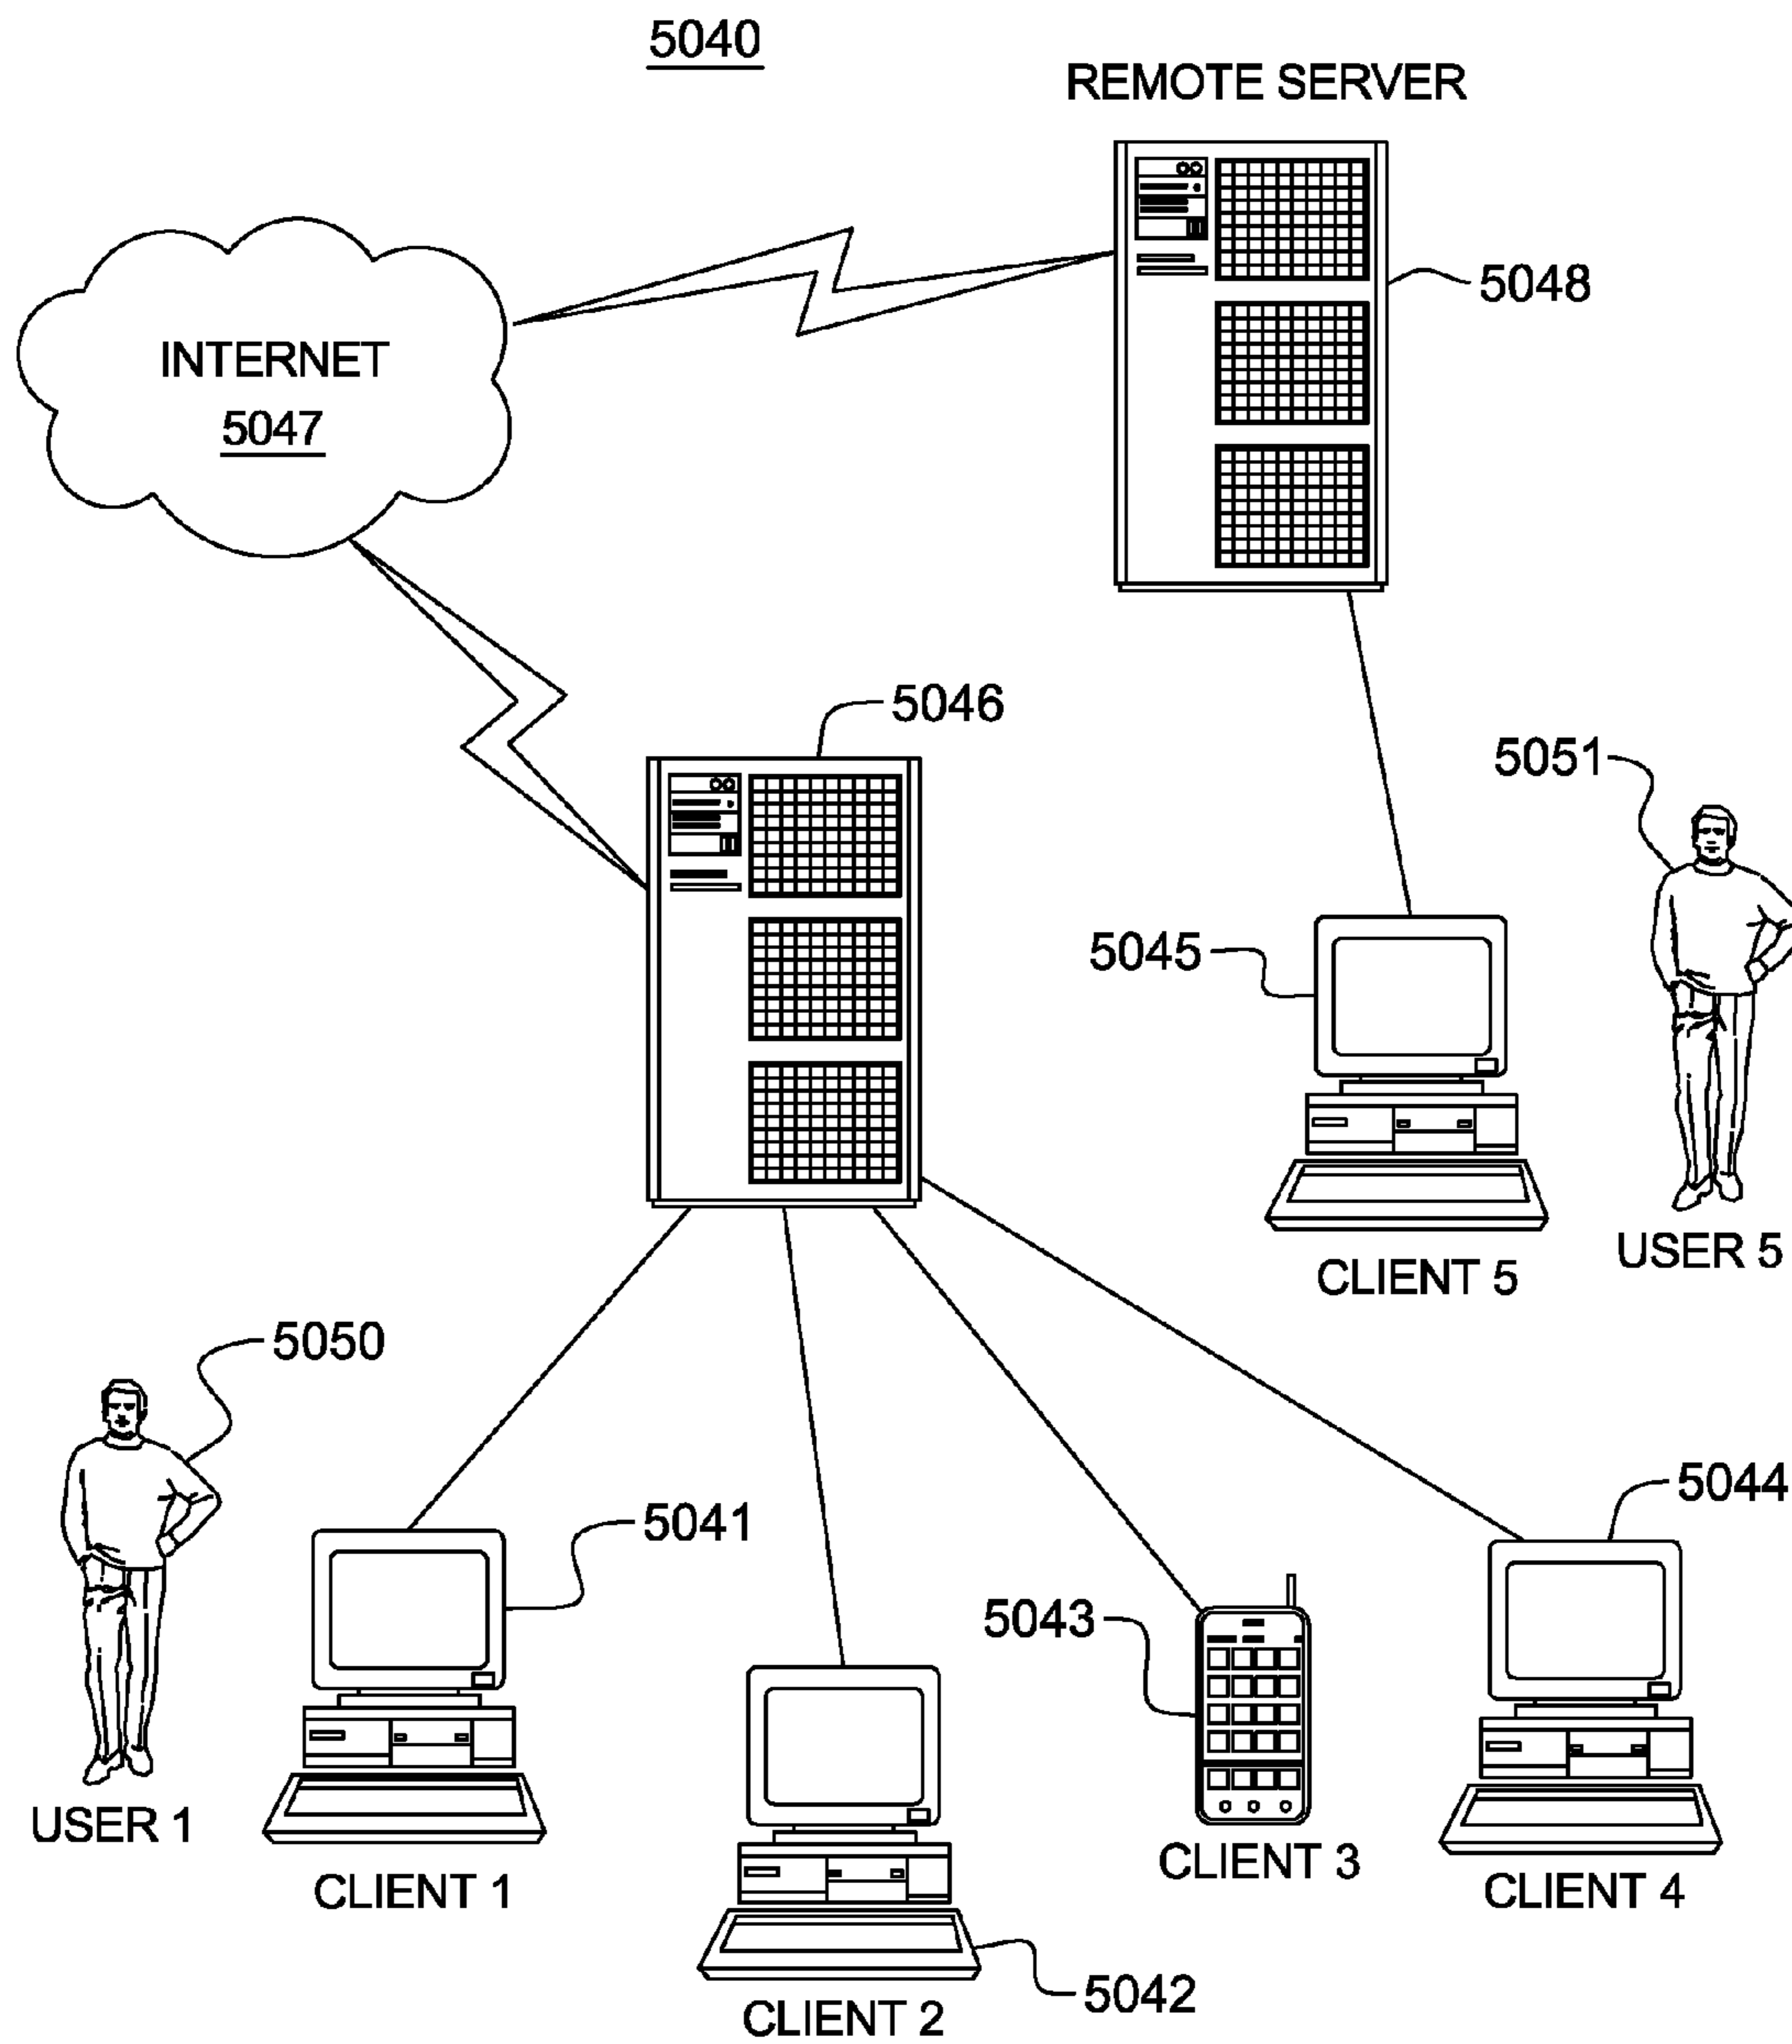 5040
REMOTE SERVER
5048
INTERNET
5047
5046
5051
5045
CLIENT 5
USER 5
5050
5041
5044
5043
USER 1
CLIENT 1
CLIENT 3
CLIENT 4
5042
CLIENT 2